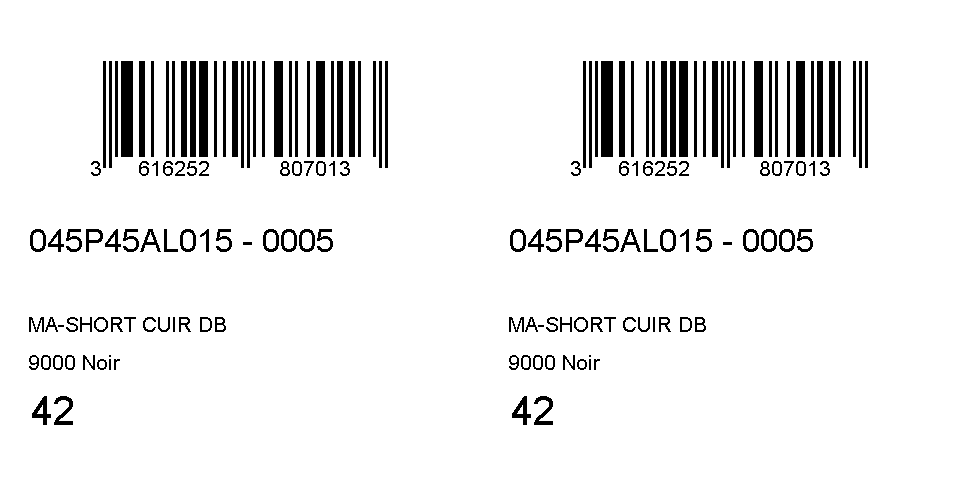 3 616252 807013
045P45AL015 - 0005
MA-SHORT CUIR DB
9000 Noir
42
3 616252 807013
045P45AL015 - 0005
MA-SHORT CUIR DB
9000 Noir
42